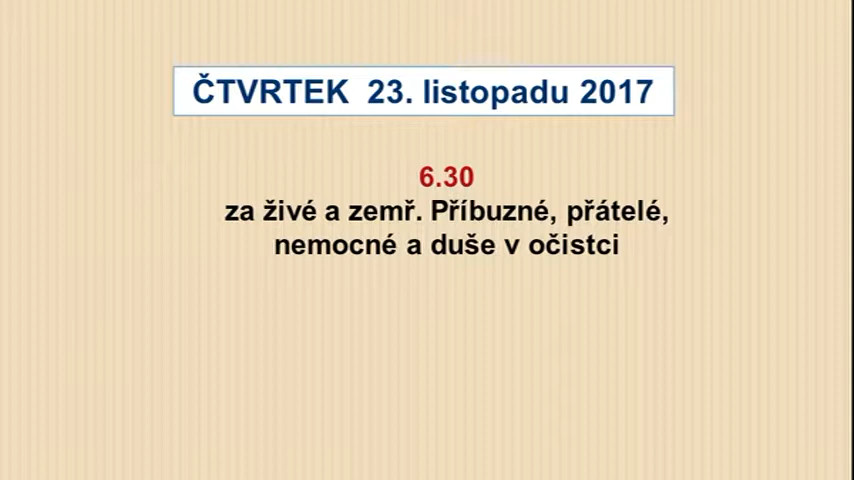 ČTVRTEK 23. listopadu 2017
6.30
za živé a zemř. Příbuzné, přátelé,
nemocné a duše v očistci